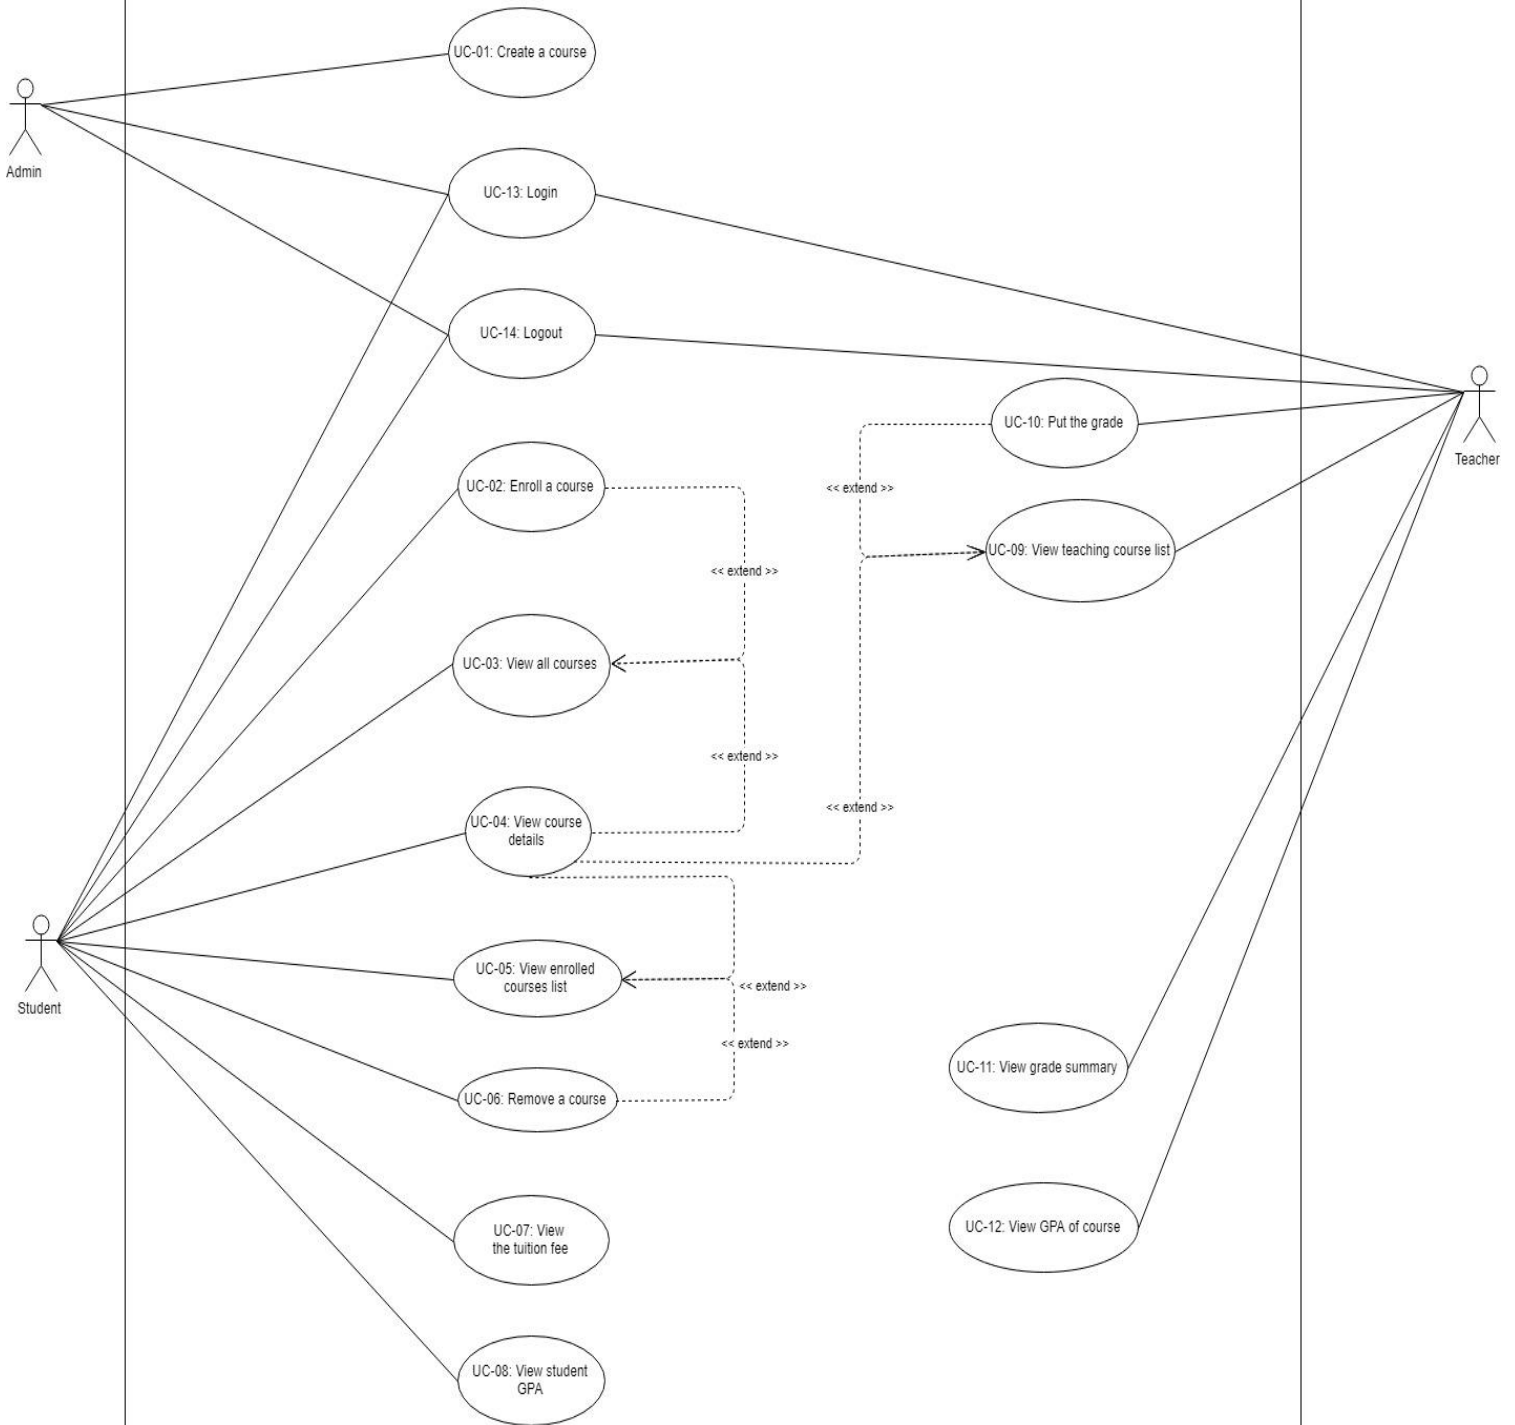 UC-01: Create a course
Admin
UC-13: Login
UC-14: Logout
UC-10: Put the grade
Teacher
UC-02: Enroll a course
<< extend >>
UC-09: View teaching course list
<< extend >>
UC-03: View all courses
<< extend >>
<< extend >>
UC-04: View course
details
UC-05: View enrolled
courses list
<< extend >>
Student
<< extend >>
UC-11: View grade summary
UC-06: Remove a course
UC-12: View GPA of course
UC-07: View
the tuition fee
UC-08: View student
GPA